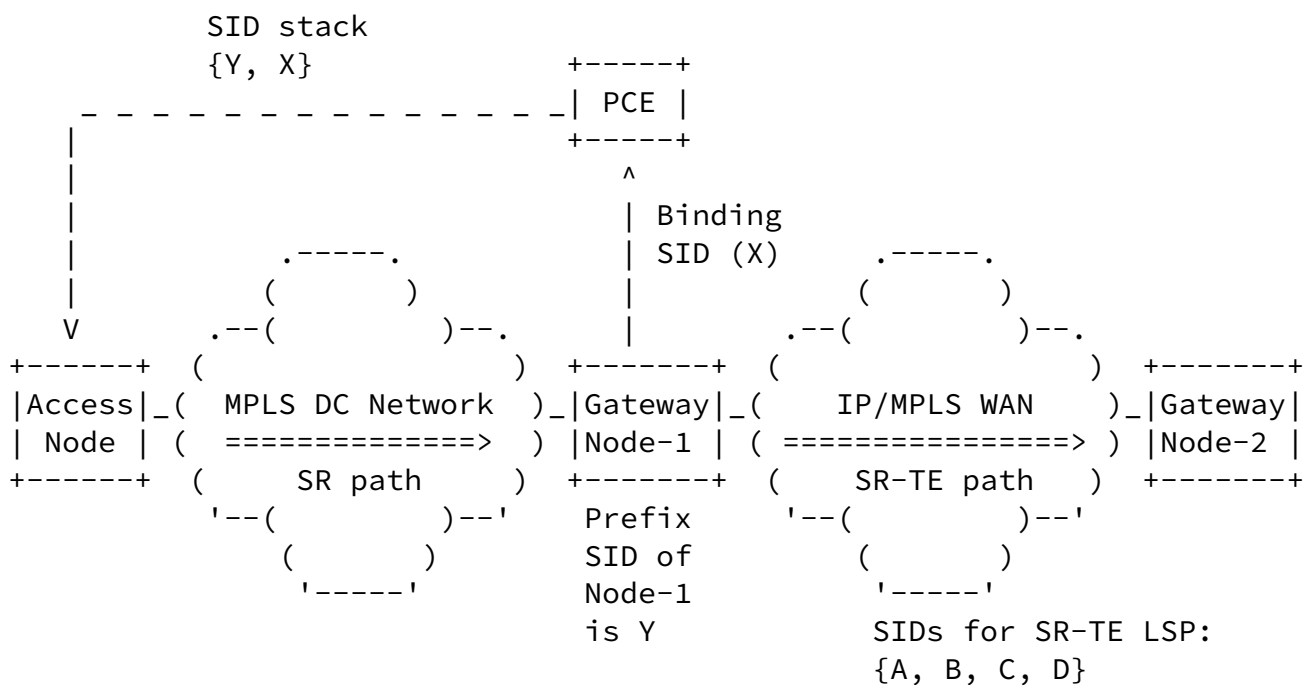 SID stack
{Y, X}
PCE
Binding
SID (X)
Access
Node
MPLS DC Network
SR path
Gateway
Node-1
IP/MPLS WAN
SR-TE path
Gateway
Node-2
Prefix
SID of
Node-1
is Y
SIDs for SR-TE LSP:
{A, B, C, D}